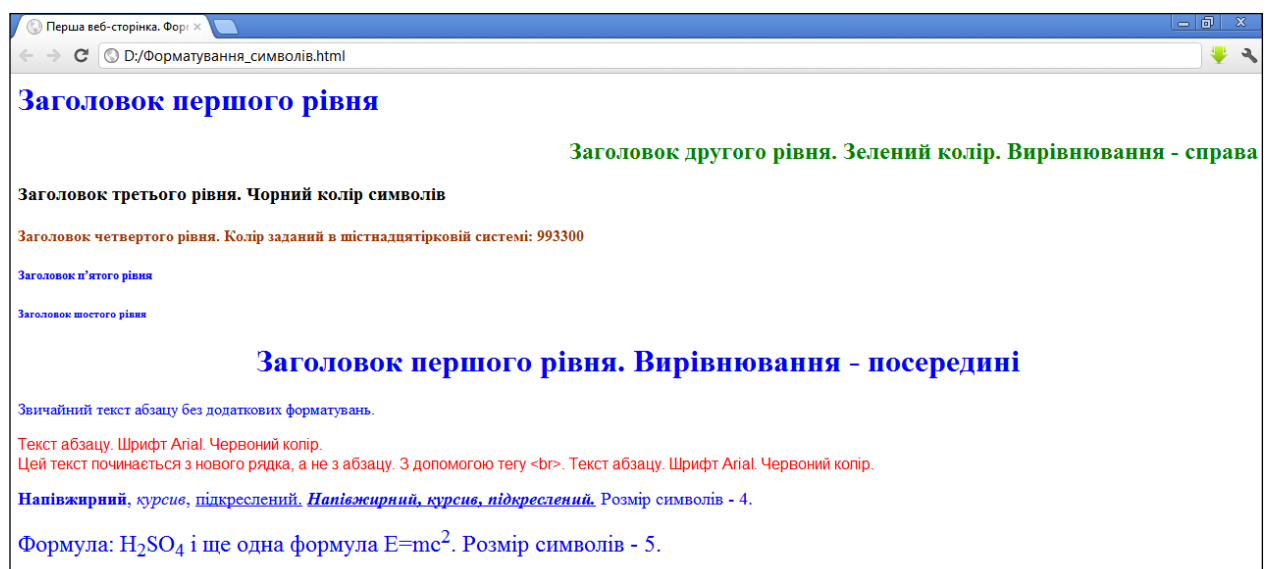 Перша веб-сторінка. Фор
D:/Форматування_символів.html
Заголовок першого рівня
Заголовок другого рівня. Зелений колір. Вирівнювання - справа
Заголовок третього рівня. Чорний колір символів
Заголовок четвертого рівня. Колір заданий в шістнадцятірковій системі: 993300
Заголовок п'ятого рівня
Заголовок шостого рівня
Заголовок першого рівня. Вирівнювання - посередині
Звичайний текст абзацу без додаткових форматувань.
Текст абзацу. Шрифт Arial. Червоний колір.
Цей текст починається з нового рядка, а не з абзацу. З допомогою тегу <br>. Текст абзацу. Шрифт Arial. Червоний колір.
Напівжирний, курсив, підкреслений. Напівжирний, курсив, підкреслений. Розмір символів - 4.
Формула: H₂SO₄ і ще одна формула E=mc². Розмір символів - 5.